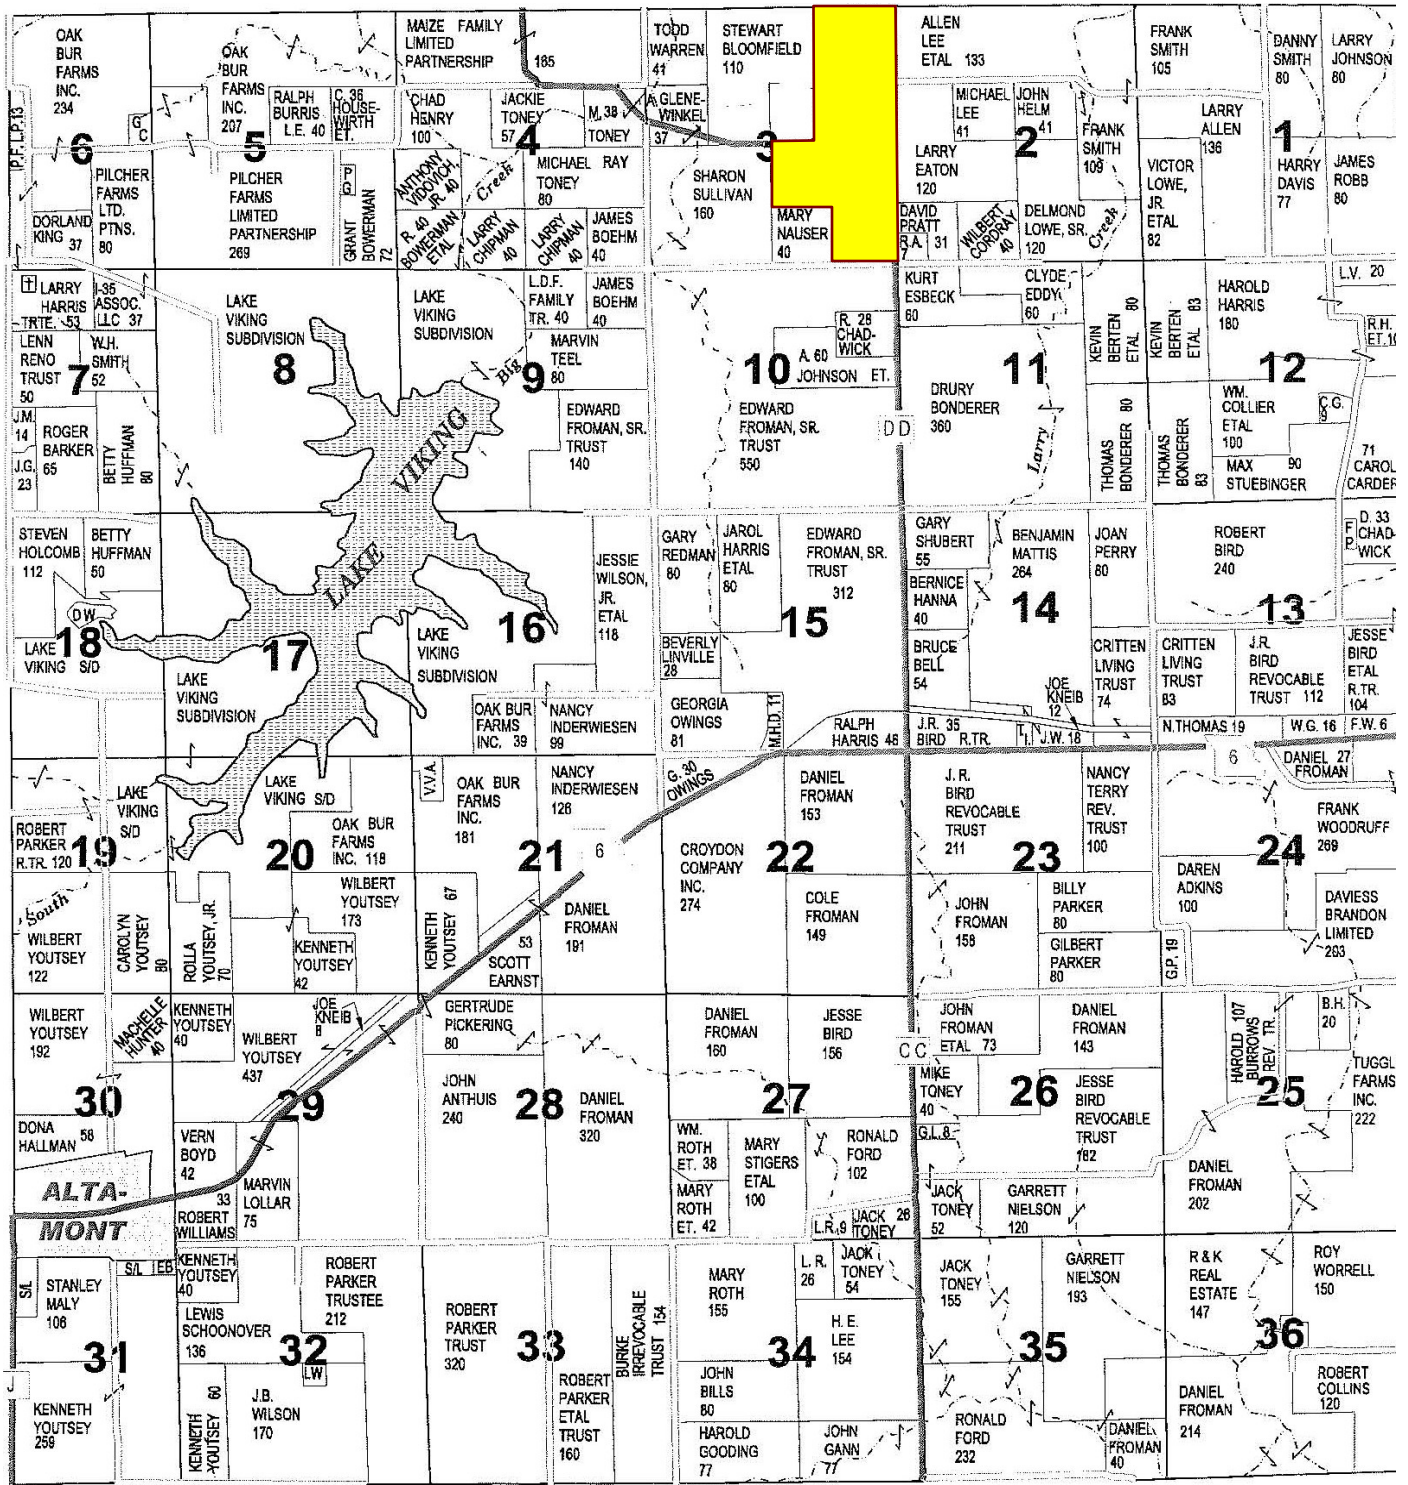 OAK
BUR
FARMS
INC.
234
P.F.L.P. 13
6
G
C
OAK
BUR
FARMS
INC.
207
RALPH
BURRIS
L.E. 40
C. 36
HOUSE-
WIRTH
ET.
5
MAIZE FAMILY
LIMITED
PARTNERSHIP
165
CHAD
HENRY
100
JACKIE
TONEY
57
M. 38
TONEY
4
TODD
WARREN
41
A. GLENE-
WINKEL
37
STEWART
BLOOMFIELD
110
3
ALLEN
LEE
ETAL 133
MICHAEL
LEE
41
JOHN
HELM
41
2
FRANK
SMITH
109
FRANK
SMITH
105
LARRY
ALLEN
136
DANNY
SMITH
80
LARRY
JOHNSON
80
1
HARRY
DAVIS
77
JAMES
ROBB
80
DORLAND
KING 37
PILCHER
FARMS
LTD.
PTNS.
80
PILCHER
FARMS
LIMITED
PARTNERSHIP
269
P
G
GRANT
BOWERMAN
72
ANTHONY
VIDOVICH,
JR. 40
R. 40
BOWERMAN
ETAL
Creek
LARRY
CHIPMAN
40
MICHAEL RAY
TONEY
80
LARRY
CHIPMAN
40
JAMES
BOEHM
40
SHARON
SULLIVAN
160
MARY
NAUSER
40
LARRY
EATON
120
DAVID
PRATT
31
R.A.
7
WILBERT
CORDRAY
40
DELMOND
LOWE, SR.
120
Creek
VICTOR
LOWE,
JR.
ETAL
82
LARRY
HARRIS
TRTE. 53
I-35
ASSOC.
LLC 37
LENN
RENO
TRUST
50
7
W.H.
SMITH
52
J.M.
14
J.G.
23
ROGER
BARKER
65
BETTY
HUFFMAN
80
LAKE
VIKING
SUBDIVISION
8
LAKE
VIKING
SUBDIVISION
L.D.F.
FAMILY
TR. 40
JAMES
BOEHM
40
Big
9
MARVIN
TEEL
80
EDWARD
FROMAN, SR.
TRUST
140
10
R. 28
CHAD-
WICK
A. 60
JOHNSON ET.
EDWARD
FROMAN, SR.
TRUST
550
DD
KURT
ESBECK
60
CLYDE
EDDY
60
11
DRURY
BONDERER
360
Larry
KEVIN
BERTEN
ETAL 80
KEVIN
BERTEN
ETAL 83
THOMAS
BONDERER 80
THOMAS
BONDERER
83
HAROLD
HARRIS
180
L.V. 20
R.H.
12
WM.
COLLIER
ETAL
100
C.G.
9
MAX 90
STUEBINGER
71
CAROL
CARDER
LAKE VIKING
STEVEN
HOLCOMB
112
BETTY
HUFFMAN
50
DW
18
LAKE
VIKING S/D
17
LAKE
VIKING
SUBDIVISION
16
LAKE
VIKING
SUBDIVISION
JESSIE
WILSON,
JR.
ETAL
118
OAK BUR
FARMS
INC. 39
NANCY
INDERWIESEN
99
GARY
REDMAN
80
JAROL
HARRIS
ETAL
80
EDWARD
FROMAN, SR.
TRUST
312
15
BEVERLY
LINVILLE
28
GEORGIA
OWINGS
81
M.H.D. 11
RALPH
HARRIS 46
GARY
SHUBERT
55
BERNICE
HANNA
40
BRUCE
BELL
54
BENJAMIN
MATTIS
264
14
JOAN
PERRY
80
CRITTEN
LIVING
TRUST
74
JOE
KNEIB
12
J.R. 35
BIRD R.TR.
J.W. 18
ROBERT
BIRD
240
F
P
D. 33
CHAD-
WICK
13
CRITTEN
LIVING
TRUST
83
J.R.
BIRD
REVOCABLE
TRUST 112
JESSE
BIRD
ETAL
R.TR.
104
N.THOMAS 19
W.G. 16
F.W. 6
6
ROBERT
PARKER
R.TR. 120
19
LAKE
VIKING
S/D
South
WILBERT
YOUTSEY
122
CAROLYN
YOUTSEY
80
LAKE
VIKING S/D
20
OAK BUR
FARMS
INC. 118
WILBERT
YOUTSEY
173
ROLLA
YOUTSEY, JR.
70
KENNETH
YOUTSEY
42
V.V.A.
OAK BUR
FARMS
INC.
181
NANCY
INDERWIESEN
126
21
6
KENNETH
YOUTSEY 67
53
SCOTT
EARNST
DANIEL
FROMAN
191
G. 30
OWINGS
CROYDON
COMPANY
INC.
274
22
DANIEL
FROMAN
153
COLE
FROMAN
149
J. R.
BIRD
REVOCABLE
TRUST
211
23
NANCY
TERRY
REV.
TRUST
100
JOHN
FROMAN
158
BILLY
PARKER
80
GILBERT
PARKER
80
G.P. 19
DANIEL 27
FROMAN
24
FRANK
WOODRUFF
269
DAREN
ADKINS
100
DAVIESS
BRANDON
LIMITED
263
WILBERT
YOUTSEY
192
MACHELLE
HUNTER
40
30
DONA
HALLMAN 58
ALTA-
MONT
KENNETH
YOUTSEY
40
WILBERT
YOUTSEY
437
JOE
KNEIB
8
29
VERN
BOYD
42
33
ROBERT
WILLIAMS
MARVIN
LOLLAR
75
GERTRUDE
PICKERING
80
JOHN
ANTHUIS
240
28
DANIEL
FROMAN
320
DANIEL
FROMAN
160
JESSE
BIRD
156
27
WM.
ROTH
ET. 38
MARY
ROTH
ET. 42
MARY
STIGERS
ETAL
100
RONALD
FORD
102
L.R. 9
JACK 26
TONEY
CC
JOHN
FROMAN
ETAL 73
MIKE
TONEY
40
G.L. 8
DANIEL
FROMAN
143
26
JESSE
BIRD
REVOCABLE
TRUST
182
JACK
TONEY
52
GARRETT
NIELSON
120
HAROLD 107
BURROWS
REV. TR.
B.H.
20
25
TUGGL
FARMS
INC.
222
DANIEL
FROMAN
202
S/L
STANLEY
MALY
106
S/L
EB
31
J
KENNETH
YOUTSEY
259
KENNETH
YOUTSEY
40
LEWIS
SCHOONOVER
136
ROBERT
PARKER
TRUSTEE
212
32
LW
KENNETH
YOUTSEY 60
J.B.
WILSON
170
ROBERT
PARKER
TRUST
320
33
ROBERT
PARKER
ETAL
TRUST
160
BURKE
IRREVOCABLE
TRUST 154
MARY
ROTH
155
L. R.
26
JACK
TONEY
54
34
H. E.
LEE
154
JOHN
BILLS
80
HAROLD
GOODING
77
JOHN
GANN
77
JACK
TONEY
155
GARRETT
NIELSON
193
35
RONALD
FORD
232
DANIEL
FROMAN
40
R & K
REAL
ESTATE
147
ROY
WORRELL
150
36
DANIEL
FROMAN
214
ROBERT
COLLINS
120